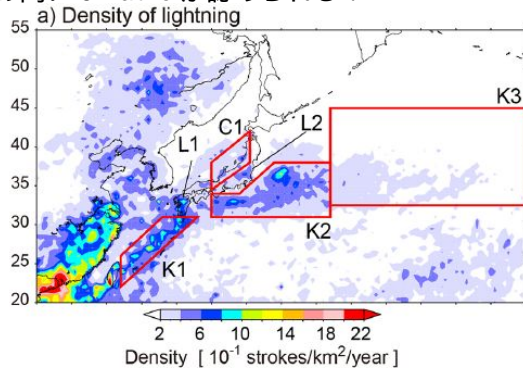 a) Density of lightning
55
50
K3
45
C1 L2
L1
40
35
30
K2
25
K1
20
2 6 10 14 18 22
Density [ 10⁻¹ strokes/km²/year ]